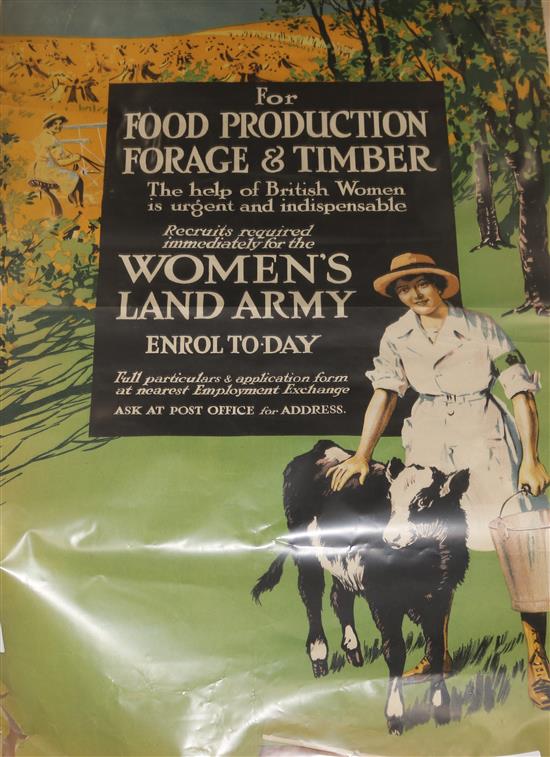 For
FOOD PRODUCTION
FORAGE & TIMBER
The help of British Women
is urgent and indispensable
Recruits required
immediately for the
WOMEN'S
LAND ARMY
ENROL TO·DAY
Full particulars & application form
at nearest Employment Exchange
ASK AT POST OFFICE for ADDRESS.